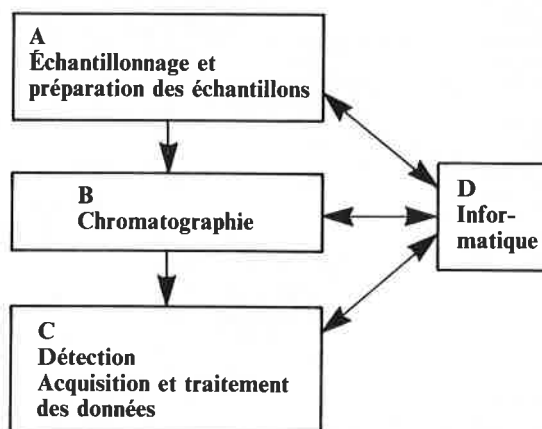 A
Échantillonnage et
préparation des échantillons
B
Chromatographie
D
Infor-
matique
C
Détection
Acquisition et traitement
des données